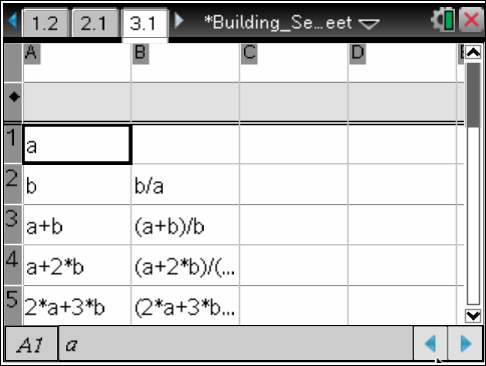 1.2 2.1 3.1 *Building_Se...eet
A B C D
1 a
2 b b/a
3 a+b (a+b)/b
4 a+2*b (a+2*b)/(...
5 2*a+3*b (2*a+3*b...
A1 a